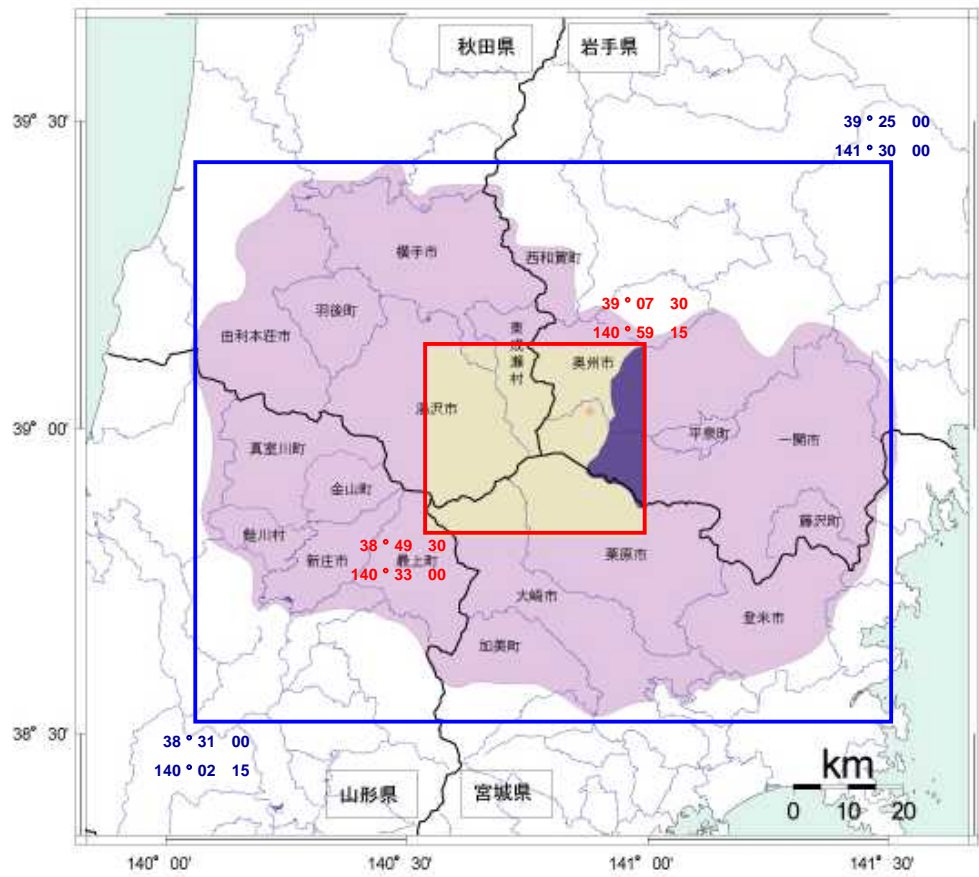 秋田県 岩手県
39° 30'
39 ° 25 00
141 ° 30 00
横手市
西和賀町
羽後町
39 ° 07 30
由利本荘市
140 ° 59 15
東成瀬村
奥州市
湯沢市
39° 00'
平泉町
一関市
真室川町
金山町
藤沢町
鮭川村
38 ° 49 30
新庄市
最上町
栗原市
140 ° 33 00
大崎市
登米市
加美町
38° 30'
38 ° 31 00
140 ° 02 15
km
山形県 宮城県
0 10 20
140° 00' 140° 30' 141° 00' 141° 30'